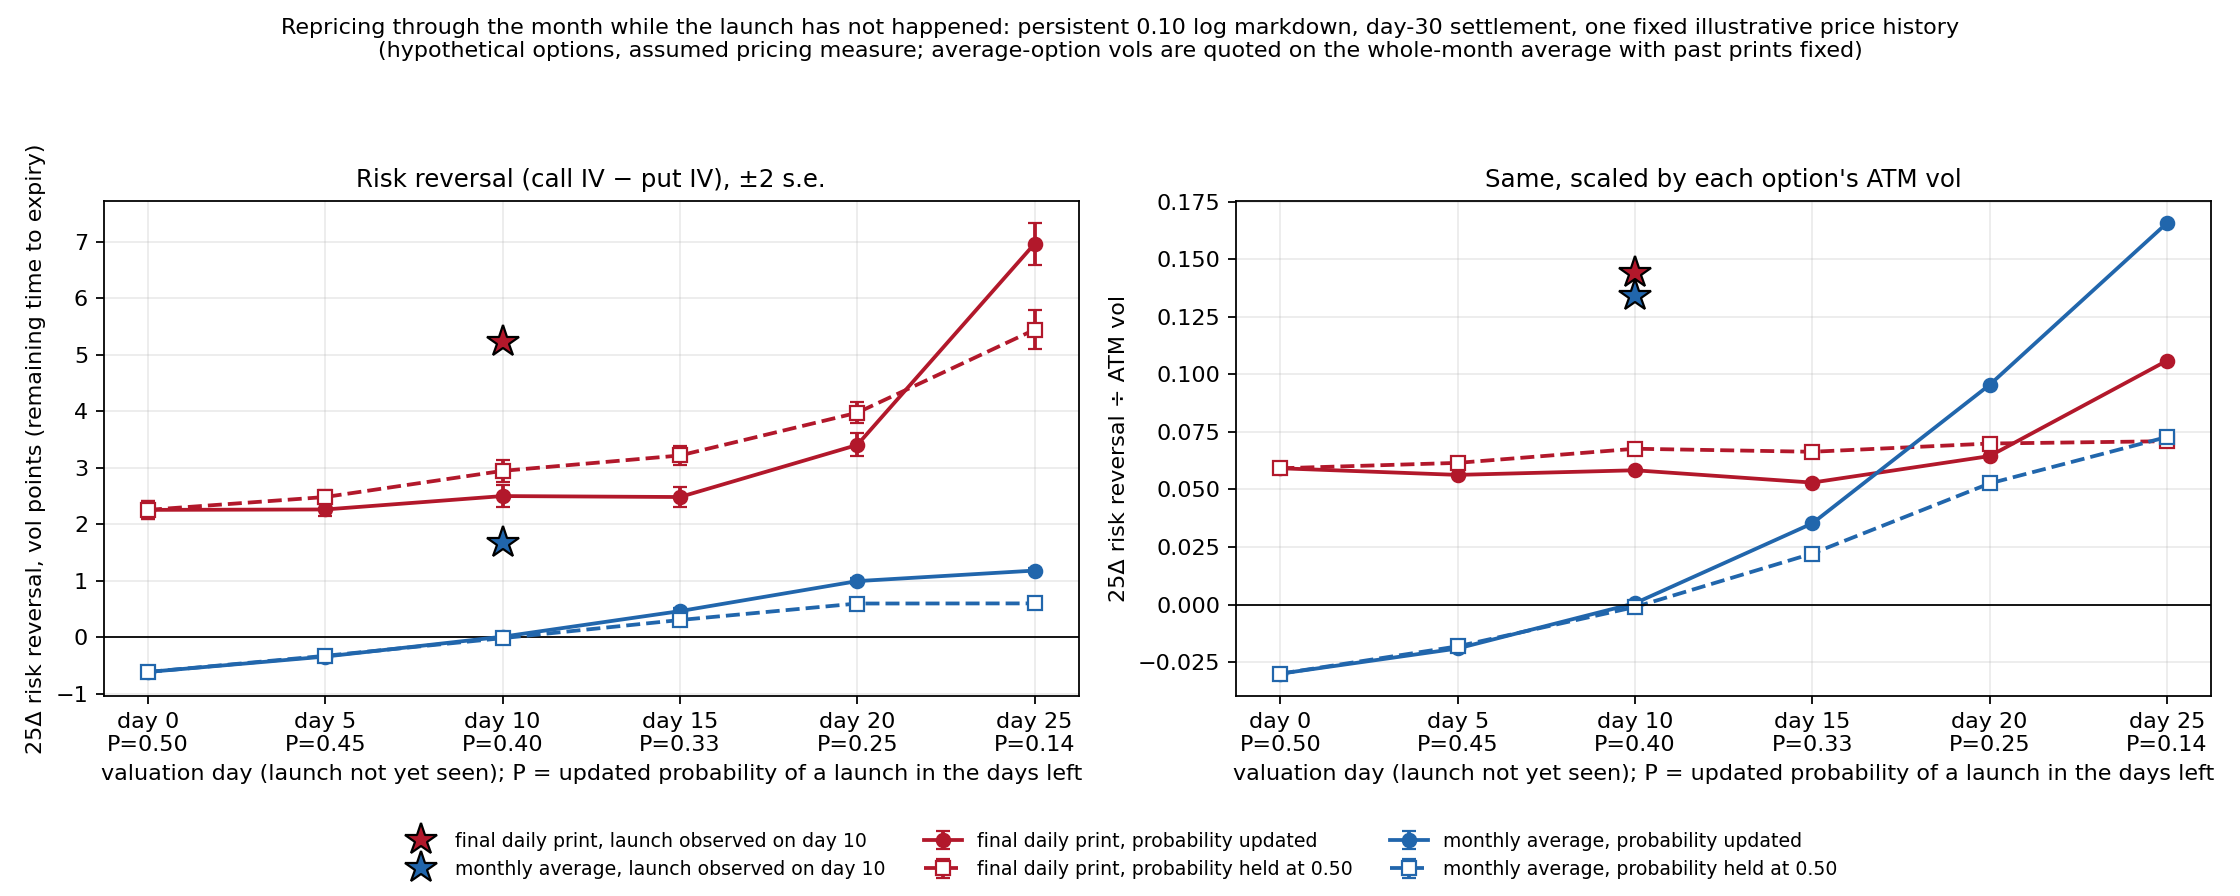 Repricing through the month while the launch has not happened: persistent 0.10 log markdown, day-30 settlement, one fixed illustrative price history
(hypothetical options, assumed pricing measure; average-option vols are quoted on the whole-month average with past prints fixed)
Risk reversal (call IV − put IV), ±2 s.e.
25Δ risk reversal, vol points (remaining time to expiry)
7
6
5
4
3
2
1
0
−1
day 0
P=0.50
day 5
P=0.45
day 10
P=0.40
day 15
P=0.33
day 20
P=0.25
day 25
P=0.14
valuation day (launch not yet seen); P = updated probability of a launch in the days left
Same, scaled by each option's ATM vol
25Δ risk reversal ÷ ATM vol
0.175
0.150
0.125
0.100
0.075
0.050
0.025
0.000
−0.025
day 0
P=0.50
day 5
P=0.45
day 10
P=0.40
day 15
P=0.33
day 20
P=0.25
day 25
P=0.14
valuation day (launch not yet seen); P = updated probability of a launch in the days left
final daily print, launch observed on day 10
monthly average, launch observed on day 10
final daily print, probability updated
final daily print, probability held at 0.50
monthly average, probability updated
monthly average, probability held at 0.50